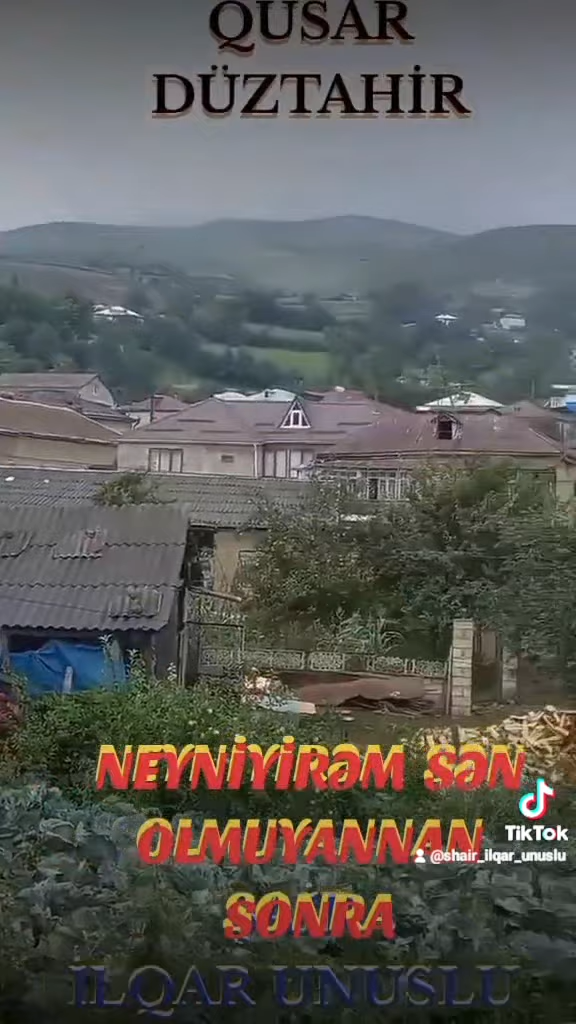 QUSAR
DÜZTAHİR
NEYNİYİRƏM SƏN
OLMUYANNAN
SONRA
TikTok
@shair_ilqar_unuslu
İLQAR UNUSLU